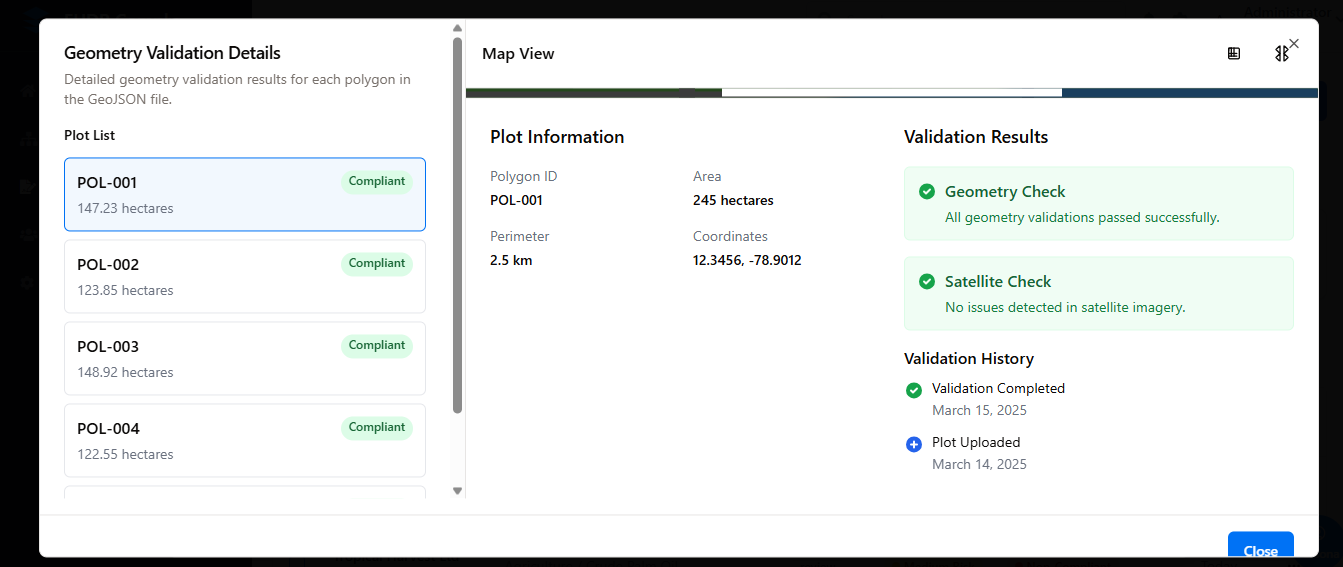 Administrator
Geometry Validation Details
Detailed geometry validation results for each polygon in
the GeoJSON file.
Plot List
POL-001
Compliant
147.23 hectares
POL-002
Compliant
123.85 hectares
POL-003
Compliant
148.92 hectares
POL-004
Compliant
122.55 hectares
Map View
Plot Information
Polygon ID
Area
POL-001
245 hectares
Perimeter
Coordinates
2.5 km
12.3456, -78.9012
Validation Results
Geometry Check
All geometry validations passed successfully.
Satellite Check
No issues detected in satellite imagery.
Validation History
Validation Completed
March 15, 2025
Plot Uploaded
March 14, 2025
Close